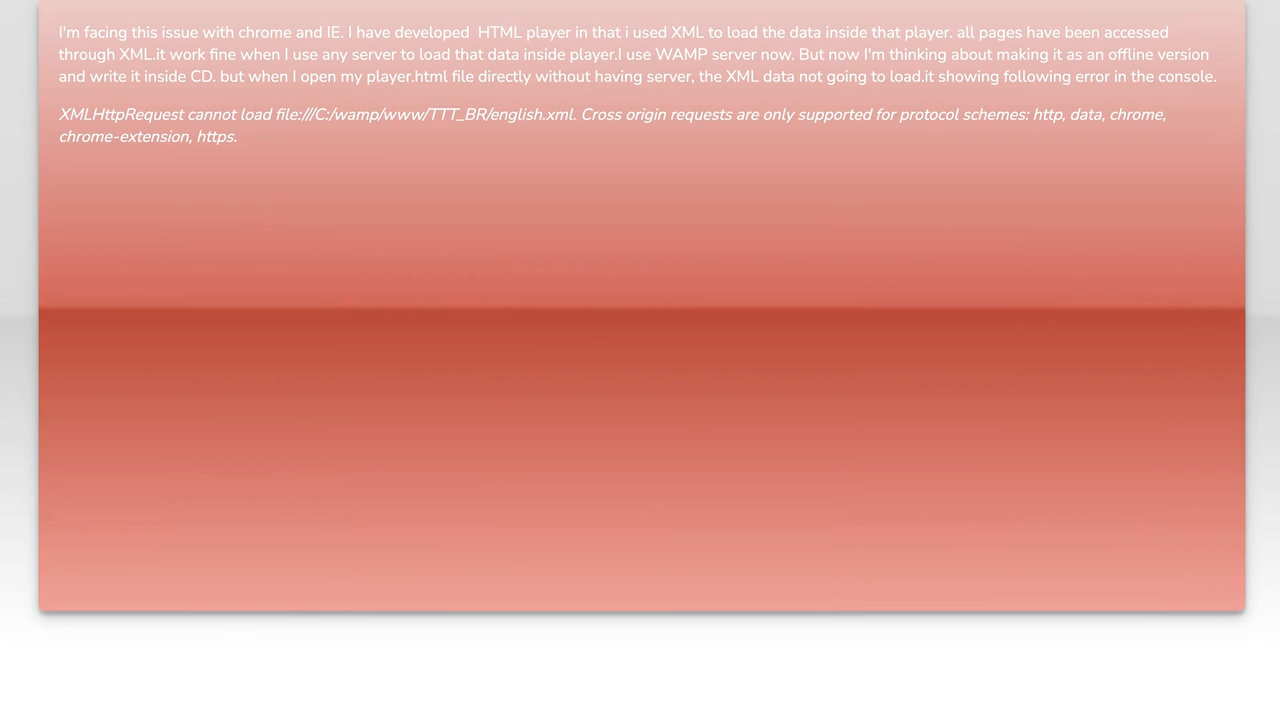 I'm facing this issue with chrome and IE. I have developed  HTML player in that i used XML to load the data inside that player. all pages have been accessed
through XML.it work fine when I use any server to load that data inside player.I use WAMP server now. But now I'm thinking about making it as an offline version
and write it inside CD. but when I open my player.html file directly without having server, the XML data not going to load.it showing following error in the console.
XMLHttpRequest cannot load file:///C:/wamp/www/TTT_BR/english.xml. Cross origin requests are only supported for protocol schemes: http, data, chrome,
chrome-extension, https.